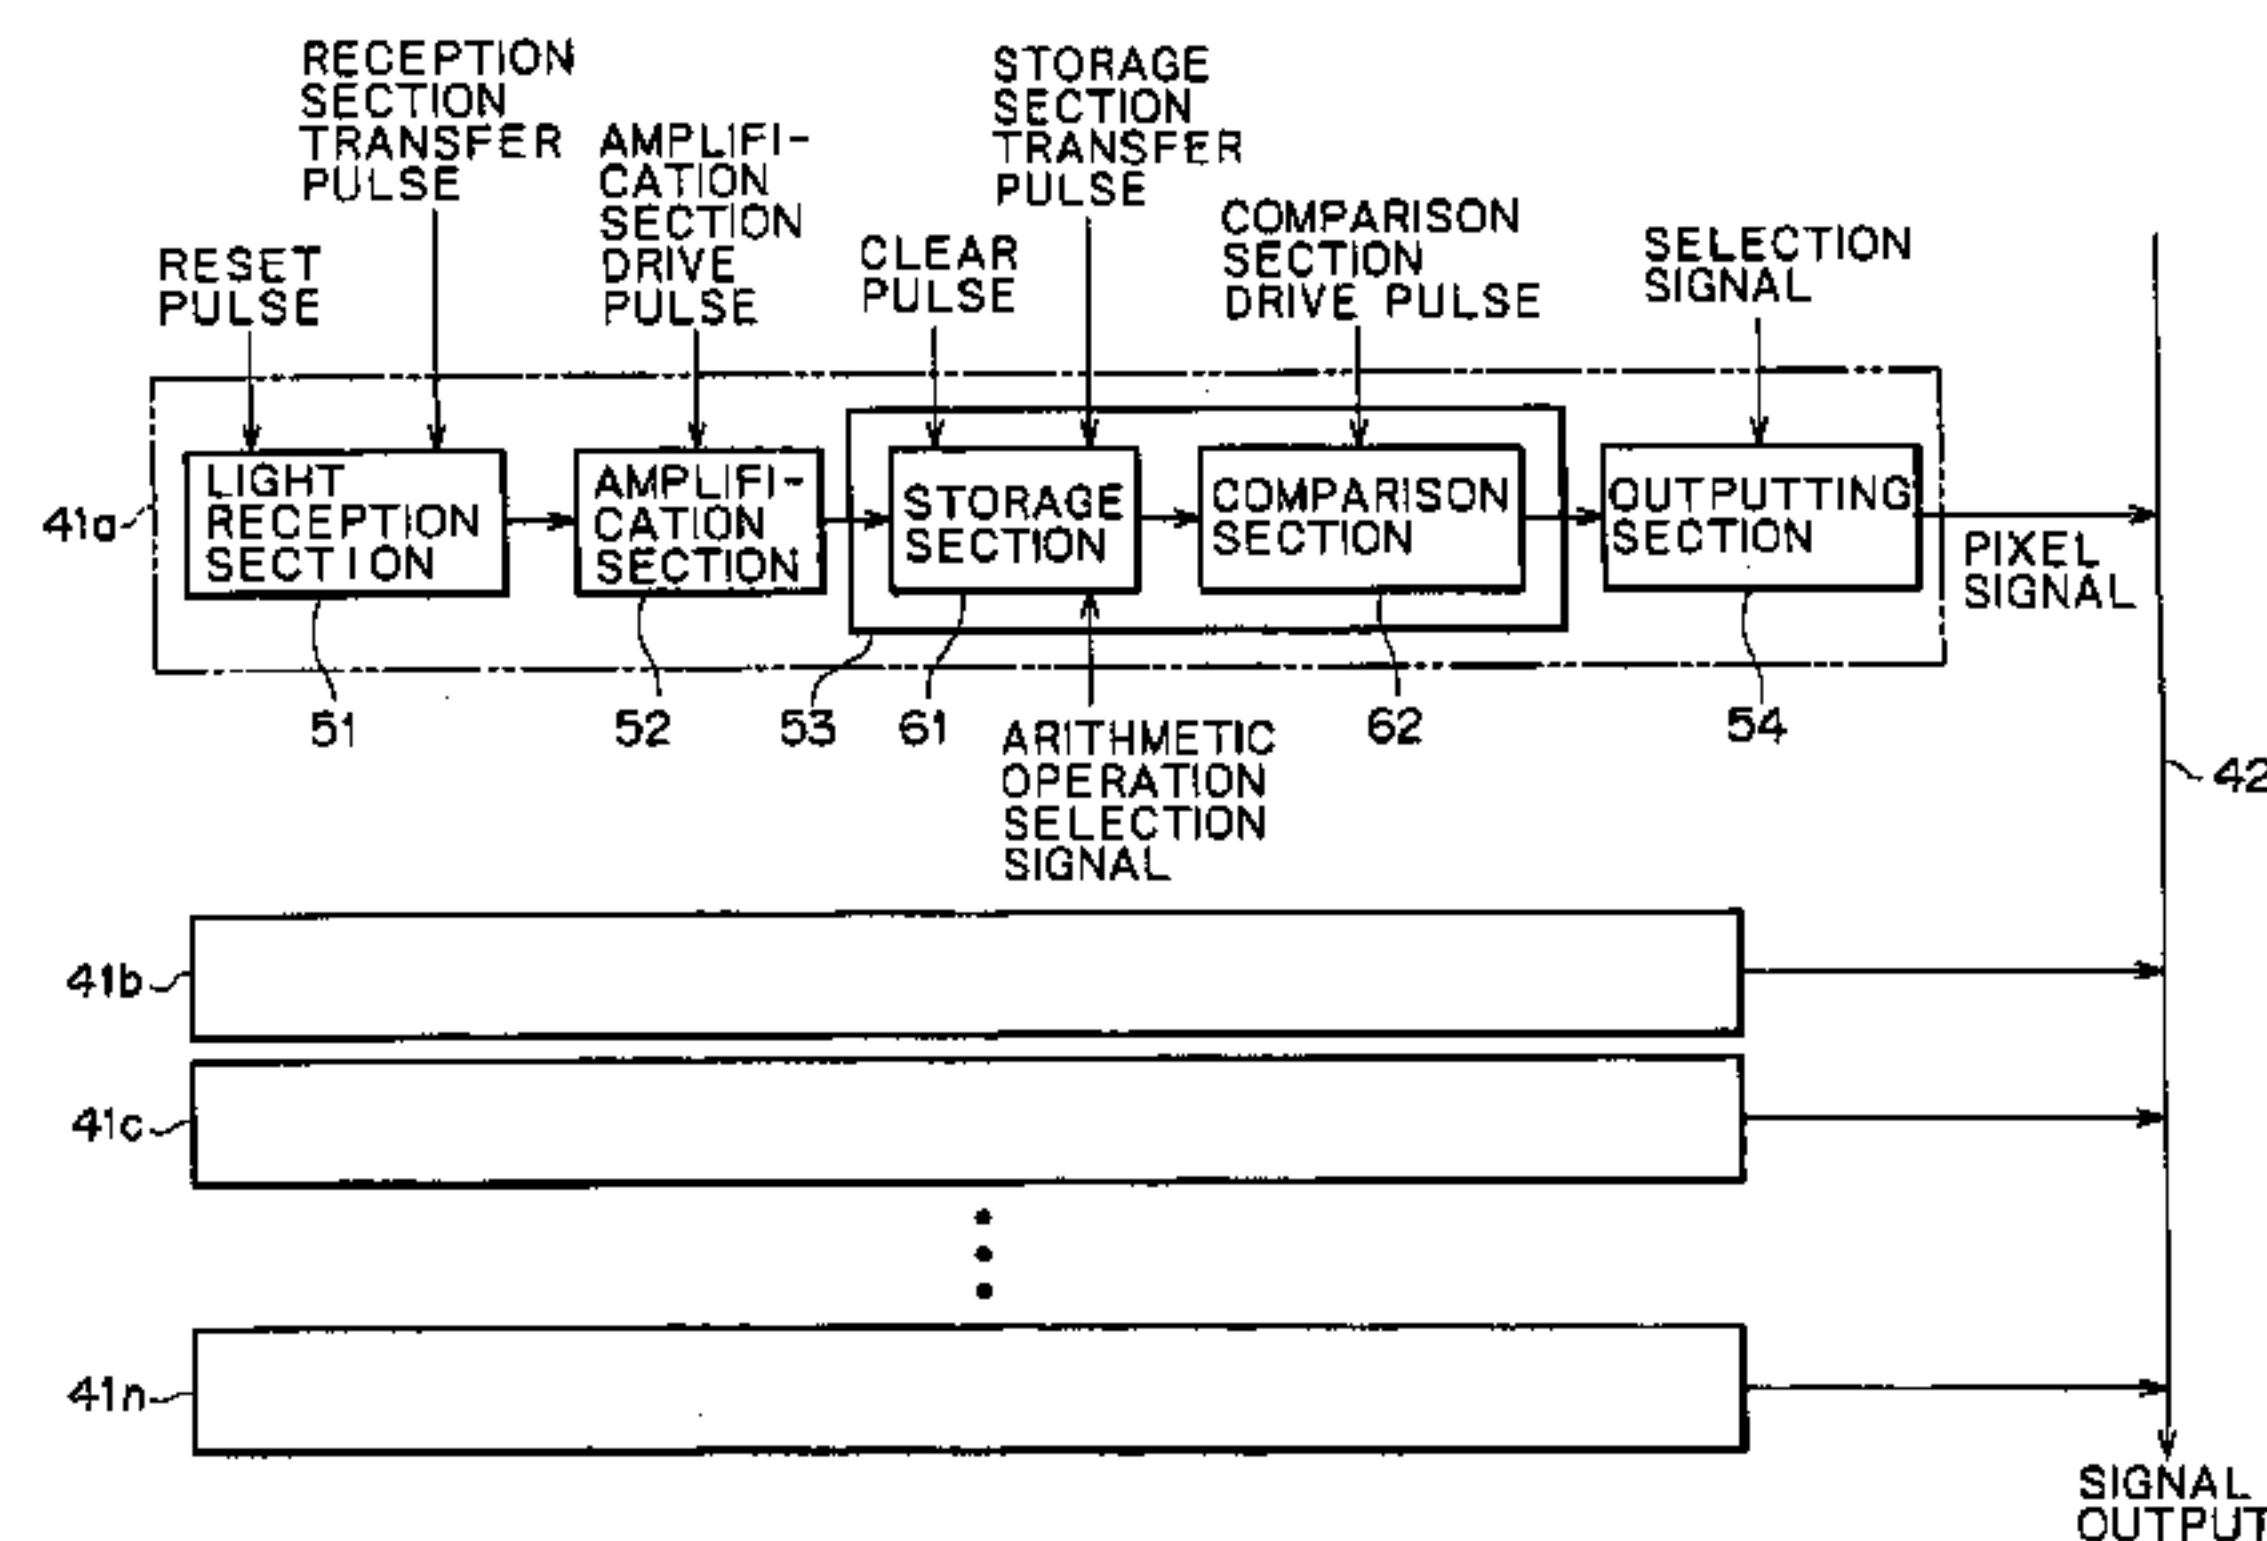 RECEPTION
SECTION
TRANSFER
PULSE
STORAGE
SECTION
TRANSFER
PULSE
AMPLIFI-
CATION
SECTION
DRIVE
PULSE
RESET
PULSE
CLEAR
PULSE
COMPARISON
SECTION
DRIVE PULSE
SELECTION
SIGNAL
41a
LIGHT
RECEPTION
SECTION
AMPLIFI-
CATION
SECTION
STORAGE
SECTION
COMPARISON
SECTION
OUTPUTTING
SECTION
PIXEL
SIGNAL
51
52
53
61
62
54
ARITHMETIC
OPERATION
SELECTION
SIGNAL
42
41b
41c
41n
SIGNAL
OUTPUT